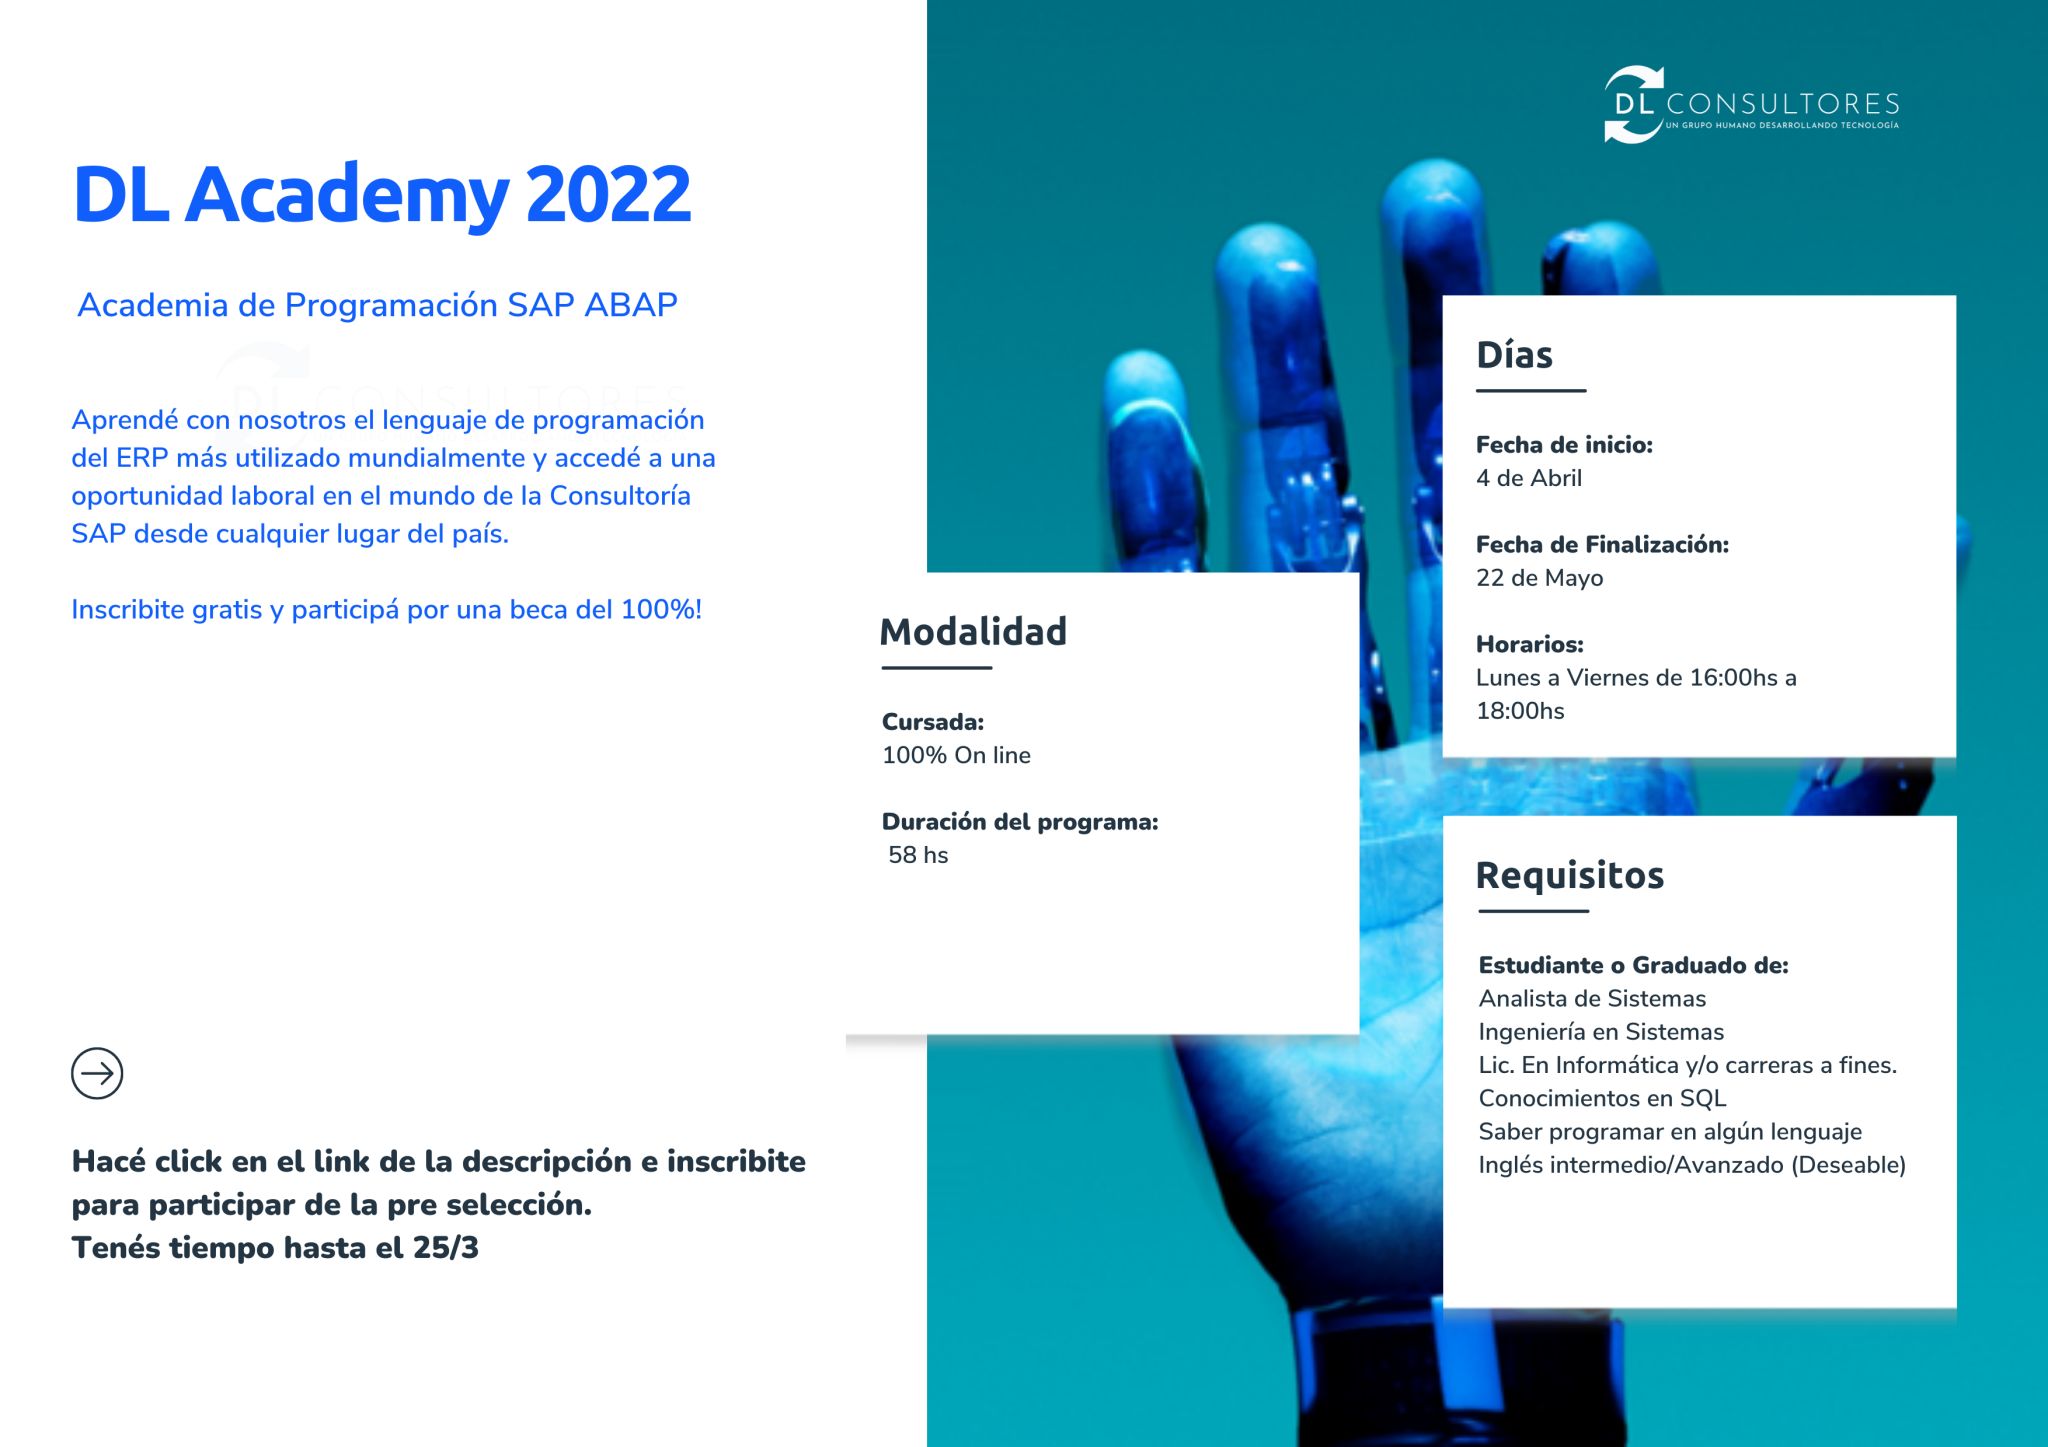 DL CONSULTORES
UN GRUPO HUMANO DESARROLLANDO TECNOLOGÍA
DL Academy 2022
Academia de Programación SAP ABAP
DL CONSULTORES
Aprendé con nosotros el lenguaje de programación
del ERP más utilizado mundialmente y accedé a una
oportunidad laboral en el mundo de la Consultoría
SAP desde cualquier lugar del país.
Inscribite gratis y participá por una beca del 100%!
Modalidad
Cursada:
100% On line
Duración del programa:
58 hs
Días
Fecha de inicio:
4 de Abril
Fecha de Finalización:
22 de Mayo
Horarios:
Lunes a Viernes de 16:00hs a
18:00hs
Requisitos
Estudiante o Graduado de:
Analista de Sistemas
Ingeniería en Sistemas
Lic. En Informática y/o carreras a fines.
Conocimientos en SQL
Saber programar en algún lenguaje
Inglés intermedio/Avanzado (Deseable)
Hacé click en el link de la descripción e inscribite
para participar de la pre selección.
Tenés tiempo hasta el 25/3